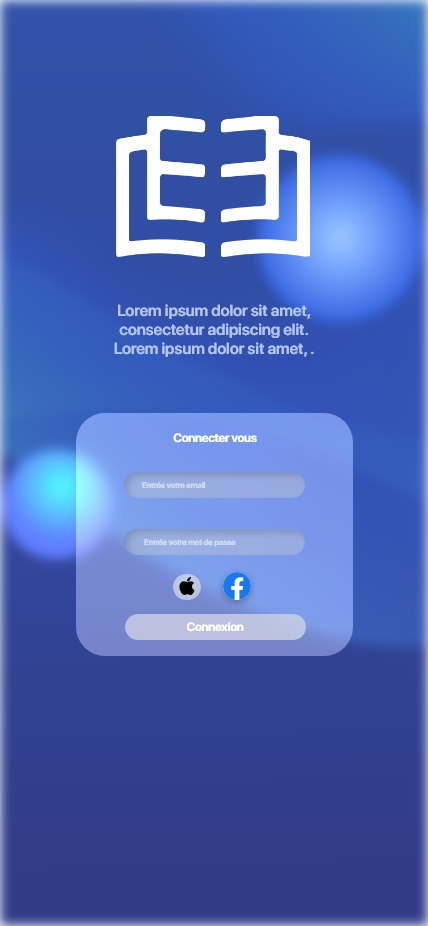 Lorem ipsum dolor sit amet,
consectetur adipiscing elit.
Lorem ipsum dolor sit amet, .
Connecter vous
Entrée votre email
Entrée votre mot de passe
Connexion